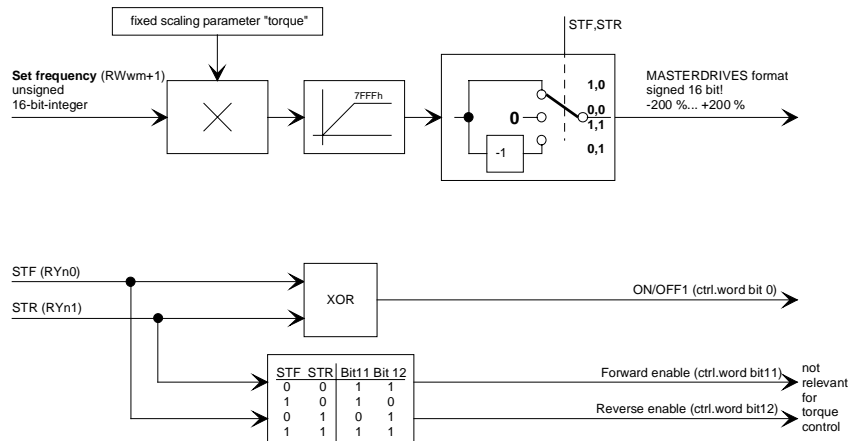 fixed scaling parameter "torque"
STF,STR
Set frequency (RWwm+1)
unsigned
16-bit-integer
7FFFh
0
-1
1,0
0,0
1,1
0,1
MASTERDRIVES format
signed 16 bit!
-200 %... +200 %
STF (RYn0)
STR (RYn1)
XOR
ON/OFF1 (ctrl.word bit 0)
STF STR Bit11 Bit 12
0 0 1 1
1 0 1 0
0 1 0 1
1 1 1 1
Forward enable (ctrl.word bit11)
Reverse enable (ctrl.word bit12)
not
relevant
for
torque
control